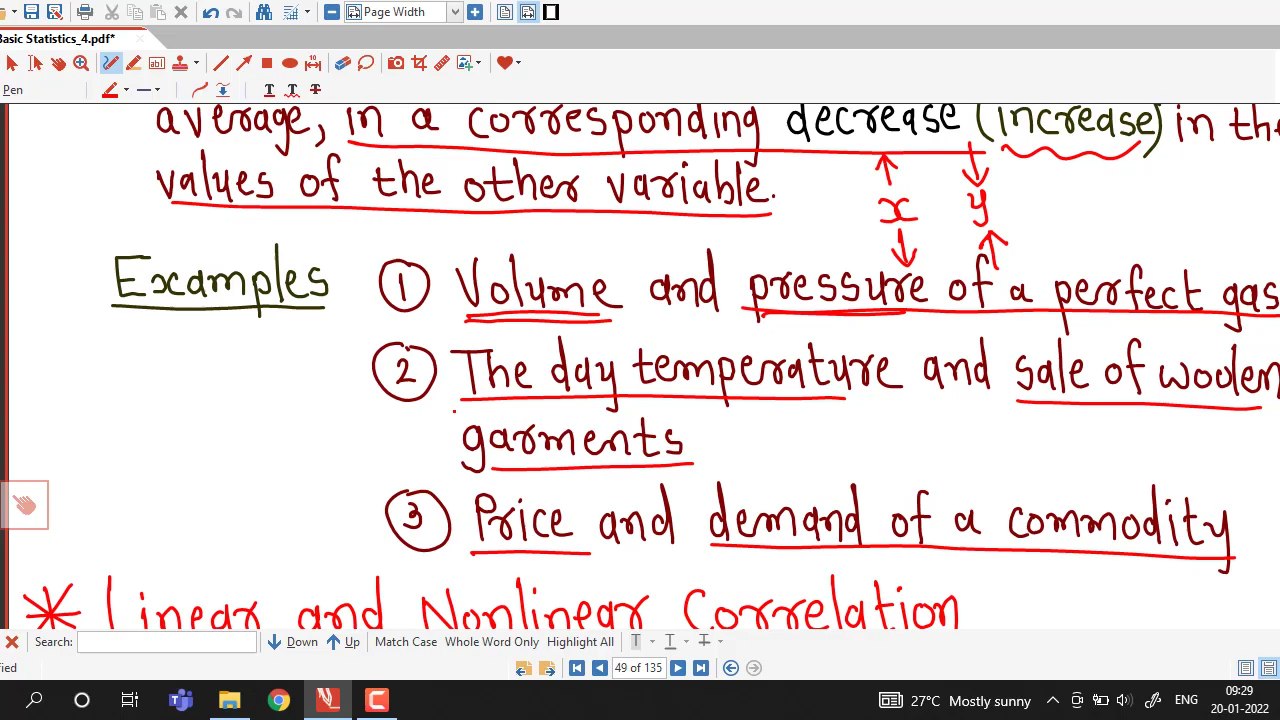 Page Width
Basic Statistics_4.pdf*
Pen
average, in a corresponding decrease (increase) in the
values of the other variable.
x y
Examples ① Volume and pressure of a perfect gas
② The day temperature and sale of woolen
garments
③ Price and demand of a commodity
* Linear and Nonlinear Correlation
Search: Down Up Match Case Whole Word Only Highlight All T T T
fied 49 of 135
27°C Mostly sunny ENG 09:29
20-01-2022